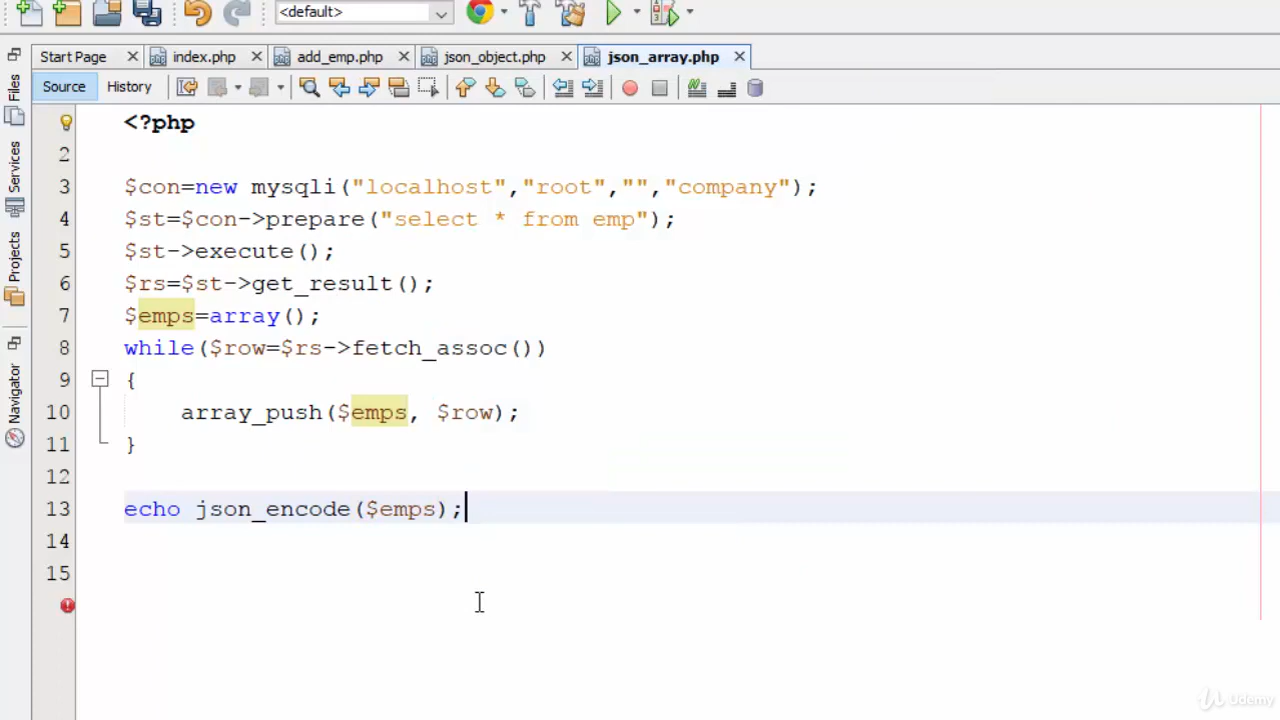 <default>
Start Page index.php add_emp.php json_object.php json_array.php
Source History
Files
Services
Projects
Navigator
<?php
2
3 $con=new mysqli("localhost","root","","company");
4 $st=$con->prepare("select * from emp");
5 $st->execute();
6 $rs=$st->get_result();
7 $emps=array();
8 while($row=$rs->fetch_assoc())
9 {
10 array_push($emps, $row);
11 }
12
13 echo json_encode($emps);
14
15
Udemy